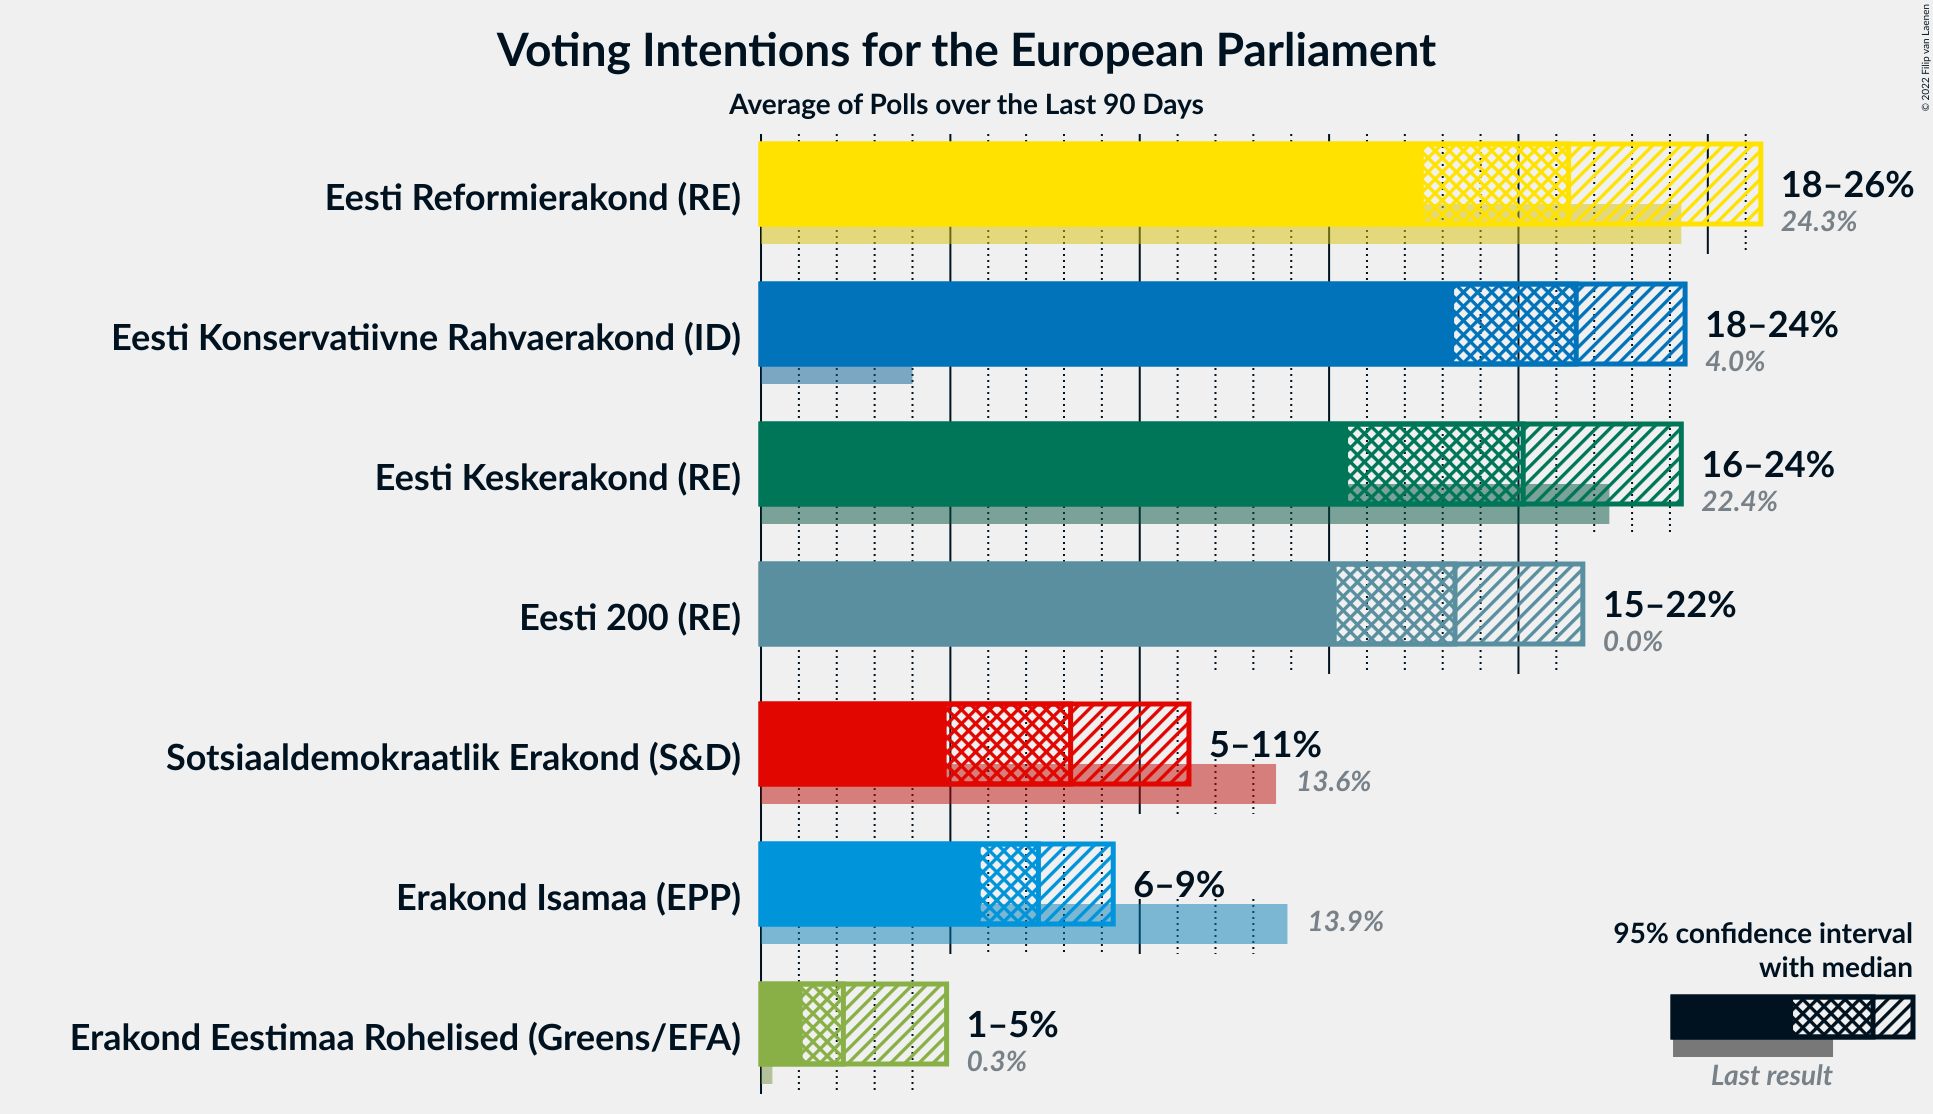 Voting Intentions for the European Parliament
Average of Polls over the Last 90 Days
© 2022 Filip van Laenen
Eesti Reformierakond (RE)
18–26%
24.3%
Eesti Konservatiivne Rahvaerakond (ID)
18–24%
4.0%
Eesti Keskerakond (RE)
16–24%
22.4%
Eesti 200 (RE)
15–22%
0.0%
Sotsiaaldemokraatlik Erakond (S&D)
5–11%
13.6%
Erakond Isamaa (EPP)
6–9%
13.9%
Erakond Eestimaa Rohelised (Greens/EFA)
1–5%
0.3%
95% confidence interval
with median
Last result